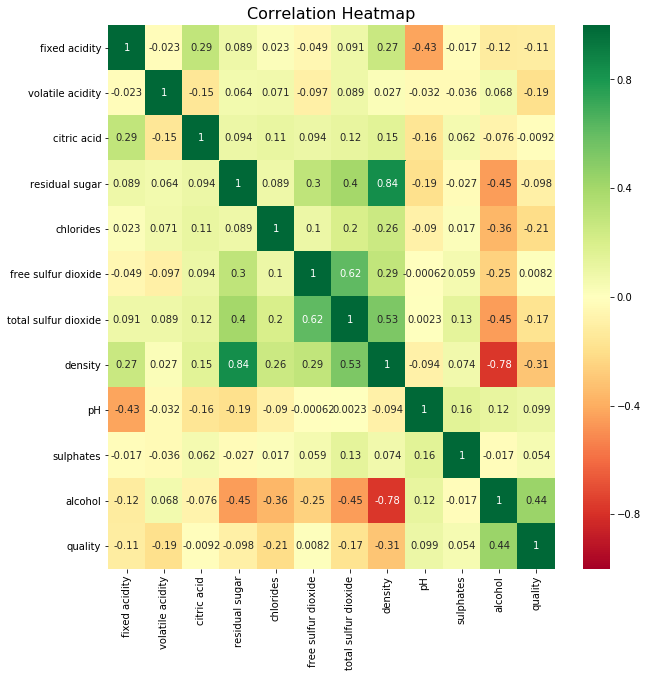 Correlation Heatmap
fixed acidity 1 -0.023 0.29 0.089 0.023 -0.049 0.091 0.27 -0.43 -0.017 -0.12 -0.11
volatile acidity -0.023 1 -0.15 0.064 0.071 -0.097 0.089 0.027 -0.032 -0.036 0.068 -0.19
citric acid 0.29 -0.15 1 0.094 0.11 0.094 0.12 0.15 -0.16 0.062 -0.076 -0.0092
residual sugar 0.089 0.064 0.094 1 0.089 0.3 0.4 0.84 -0.19 -0.027 -0.45 -0.098
chlorides 0.023 0.071 0.11 0.089 1 0.1 0.2 0.26 -0.09 0.017 -0.36 -0.21
free sulfur dioxide -0.049 -0.097 0.094 0.3 0.1 1 0.62 0.29 -0.00062 0.059 -0.25 0.0082
total sulfur dioxide 0.091 0.089 0.12 0.4 0.2 0.62 1 0.53 0.0023 0.13 -0.45 -0.17
density 0.27 0.027 0.15 0.84 0.26 0.29 0.53 1 -0.094 0.074 -0.78 -0.31
pH -0.43 -0.032 -0.16 -0.19 -0.09 -0.00062 0.0023 -0.094 1 0.16 0.12 0.099
sulphates -0.017 -0.036 0.062 -0.027 0.017 0.059 0.13 0.074 0.16 1 -0.017 0.054
alcohol -0.12 0.068 -0.076 -0.45 -0.36 -0.25 -0.45 -0.78 0.12 -0.017 1 0.44
quality -0.11 -0.19 -0.0092 -0.098 -0.21 0.0082 -0.17 -0.31 0.099 0.054 0.44 1
fixed acidity
volatile acidity
citric acid
residual sugar
chlorides
free sulfur dioxide
total sulfur dioxide
density
pH
sulphates
alcohol
quality
0.8
0.4
0.0
−0.4
−0.8